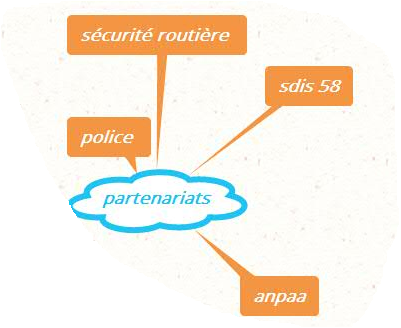 sécurité routière
sdis 58
police
partenariats
anpaa